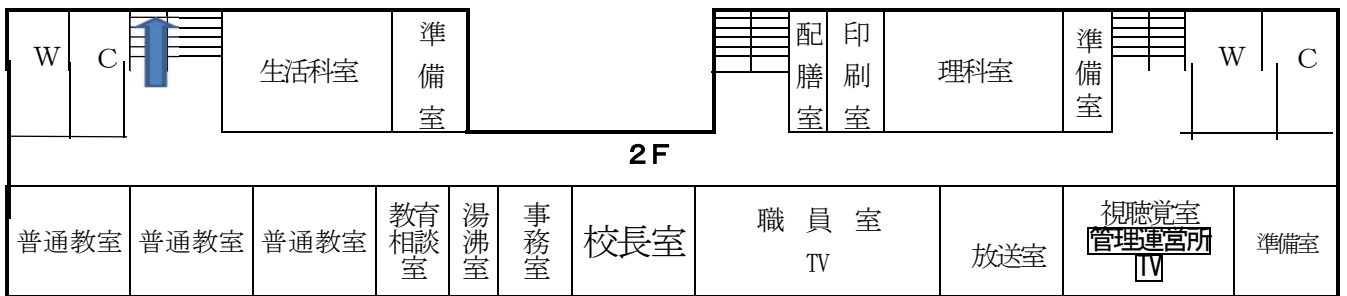 W C
生活科室
準備室
配膳室
印刷室
理科室
準備室
W C
２Ｆ
普通教室
普通教室
普通教室
教育相談室
湯沸室
事務室
校長室
職員室
TV
放送室
視聴覚室
管理運営所
TV
準備室